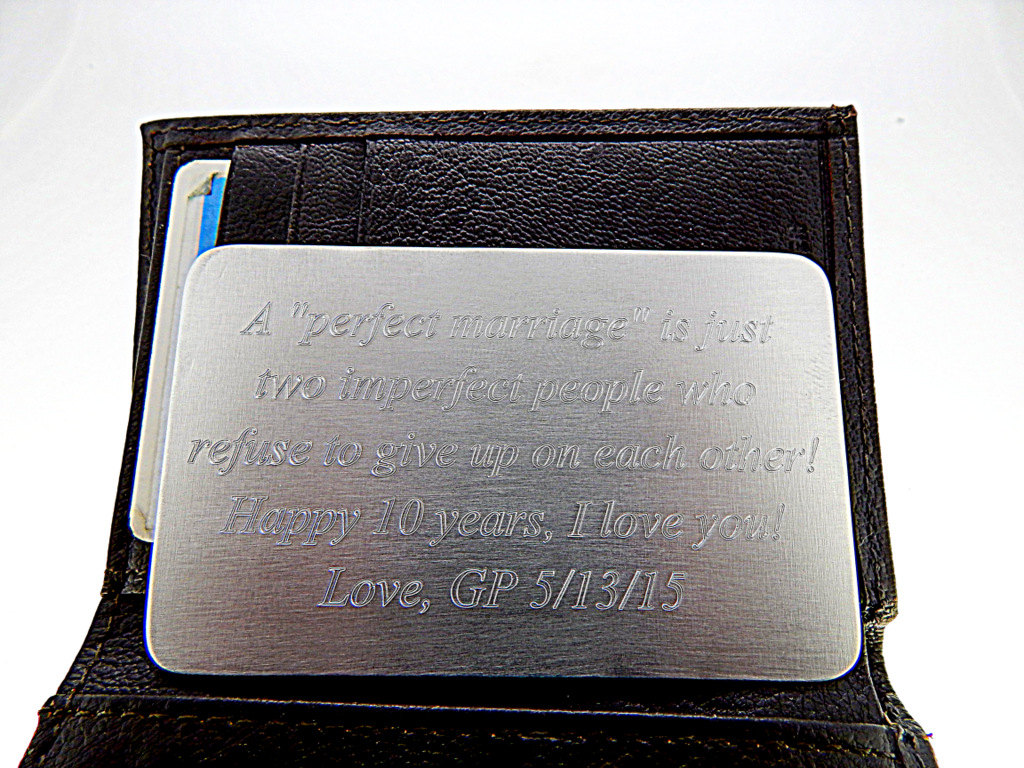 A "perfect marriage" is just
two imperfect people who
refuse to give up on each other!
Happy 10 years, I love you!
Love, GP 5/13/15